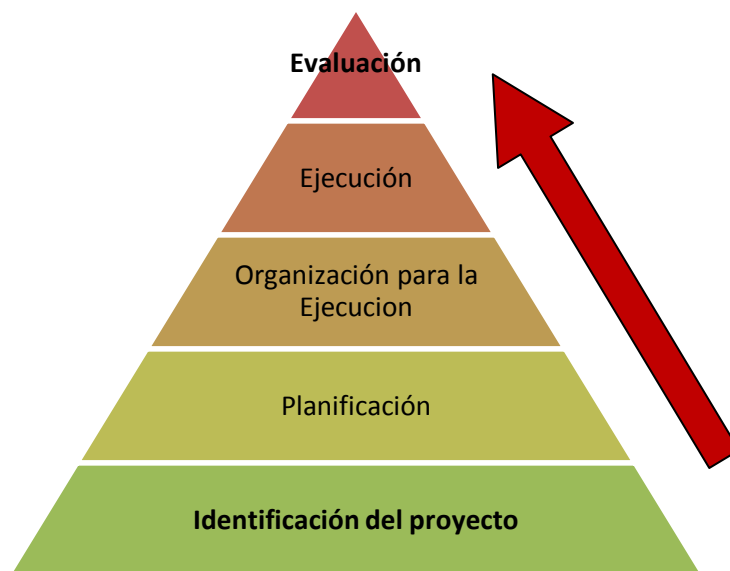 Evaluación
Ejecución
Organización para la
Ejecucion
Planificación
Identificación del proyecto